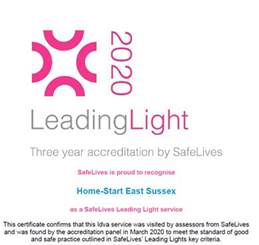 2020
LeadingLight
Three year accreditation by SafeLives
SafeLives is proud to recognise
Home-Start East Sussex
as a SafeLives Leading Light service
This certificate confirms that this Idva service was visited by assessors from SafeLives
and was found by the accreditation panel in March 2020 to meet the standard of good
and safe practice outlined in SafeLives' Leading Lights key criteria.